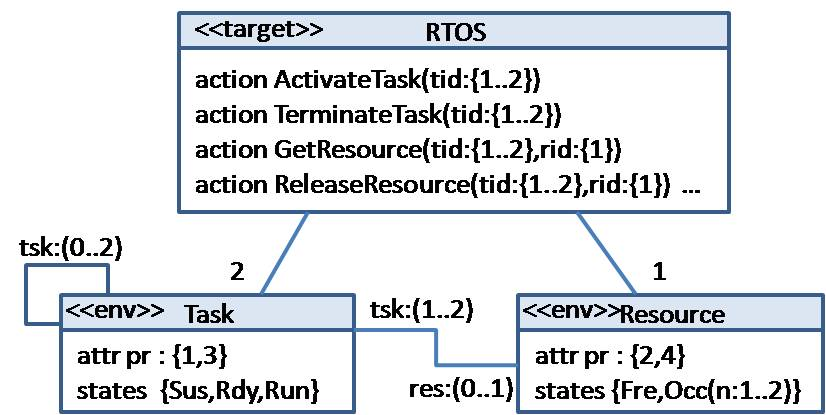 <<target>> RTOS
action ActivateTask(tid:{1..2})
action TerminateTask(tid:{1..2})
action GetResource(tid:{1..2},rid:{1})
action ReleaseResource(tid:{1..2},rid:{1}) ...
tsk:(0..2)
2
1
<<env>> Task
attr pr : {1,3}
states {Sus,Rdy,Run}
tsk:(1..2)
res:(0..1)
<<env>> Resource
attr pr : {2,4}
states {Fre,Occ(n:1..2)}